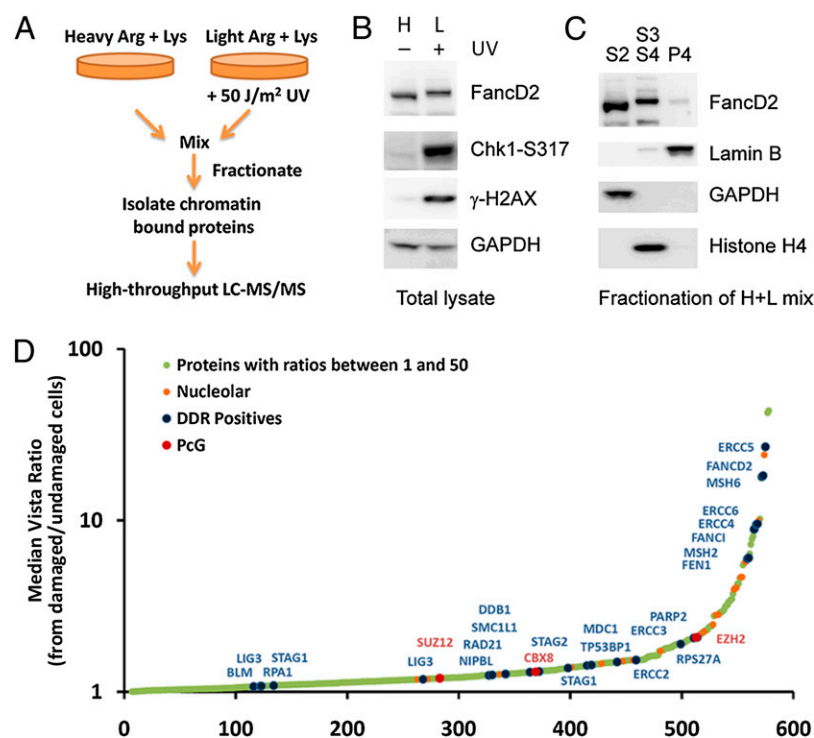 A
Heavy Arg + Lys
Light Arg + Lys
+ 50 J/m² UV
Mix
Fractionate
Isolate chromatin
bound proteins
High-throughput LC-MS/MS
B
H L
– + UV
FancD2
Chk1-S317
γ-H2AX
GAPDH
Total lysate
C
S3
S2 S4 P4
FancD2
Lamin B
GAPDH
Histone H4
Fractionation of H+L mix
D
Median Vista Ratio
(from damaged/undamaged cells)
100
10
1
Proteins with ratios between 1 and 50
Nucleolar
DDR Positives
PcG
ERCC5
FANCD2
MSH6
ERCC6
ERCC4
FANCI
MSH2
FEN1
DDB1
SMC1L1
RAD21
NIPBL
SUZ12
LIG3
LIG3
BLM
STAG1
RPA1
STAG2
CBX8
STAG1
MDC1
TP53BP1
ERCC3
ERCC2
PARP2
RPS27A
EZH2
0 100 200 300 400 500 600